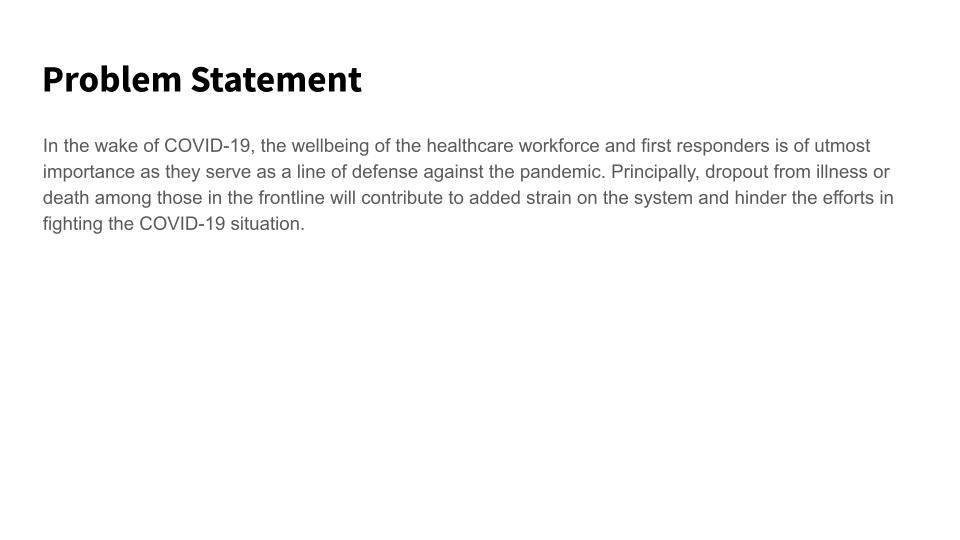 Problem Statement
In the wake of COVID-19, the wellbeing of the healthcare workforce and first responders is of utmost
importance as they serve as a line of defense against the pandemic. Principally, dropout from illness or
death among those in the frontline will contribute to added strain on the system and hinder the efforts in
fighting the COVID-19 situation.